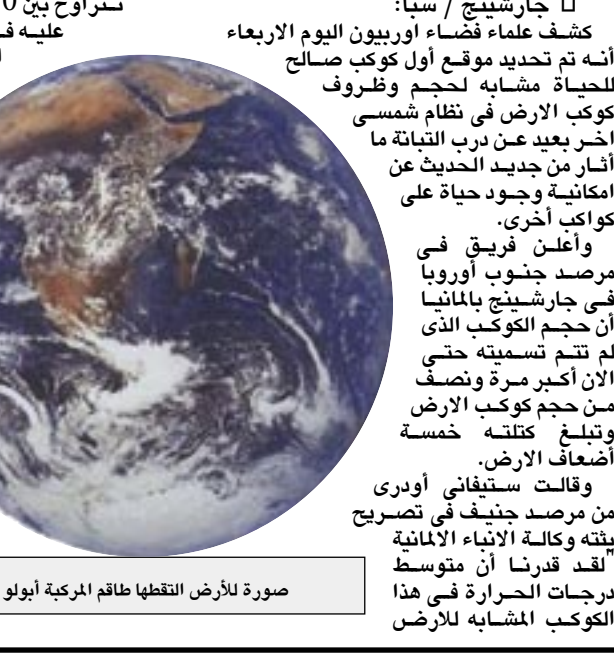 □ جارشينج / سبأ:
كشف علماء فضاء اوربيون اليوم الاربعاء
أنه تم تحديد موقع أول كوكب صالح
للحياة مشابه لحجم وظروف
كوكب الارض فى نظام شمسى
اخر بعيد عن درب التبانة ما
أثار من جديد الحديث عن
امكانية وجود حياة على
كواكب أخرى.
وأعلن فريق فى
مرصد جنوب أوروبا
فى جارشينج بالمانيا
أن حجم الكوكب الذى
لم تتم تسميته حتى
الان أكبر مرة ونصف
من حجم كوكب الارض
وتبلغ كتلته خمسة
أضعاف الارض.
وقالت ستيفانى أودرى
من مرصد جنيف فى تصريح
بثته وكالة الانباء الالمانية
"لقد قدرنا أن متوسط
درجات الحرارة فى هذا
الكوكب المشابه للارض
تتراوح بين
عليه
صورة للأرض التقطها طاقم المركبة أبولو